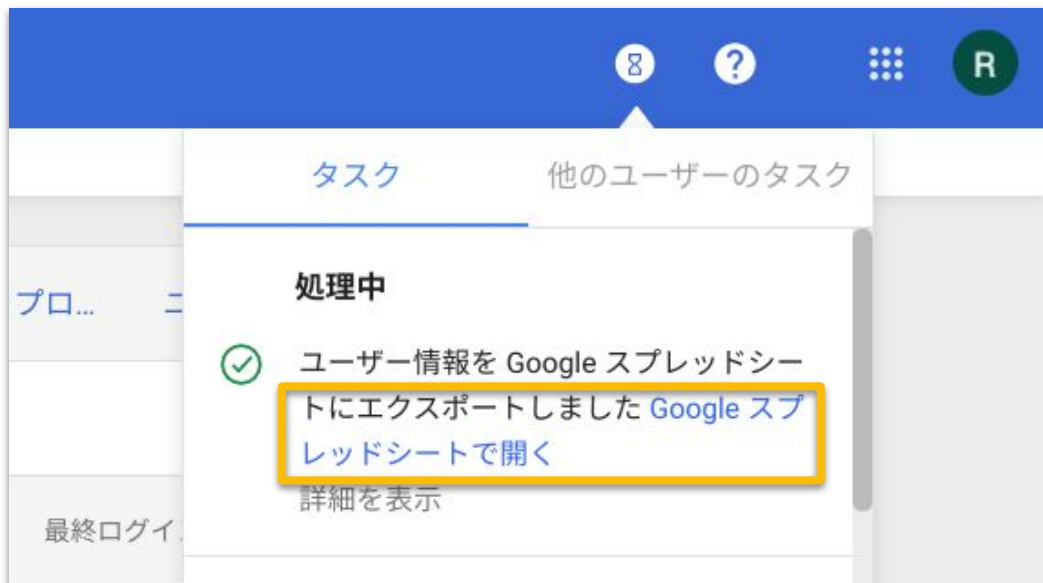 R
タスク
他のユーザーのタスク
処理中
プロ...
ユーザー情報を Google スプレッドシー
トにエクスポートしました Google スプ
レッドシートで開く
詳細を表示
最終ログイ